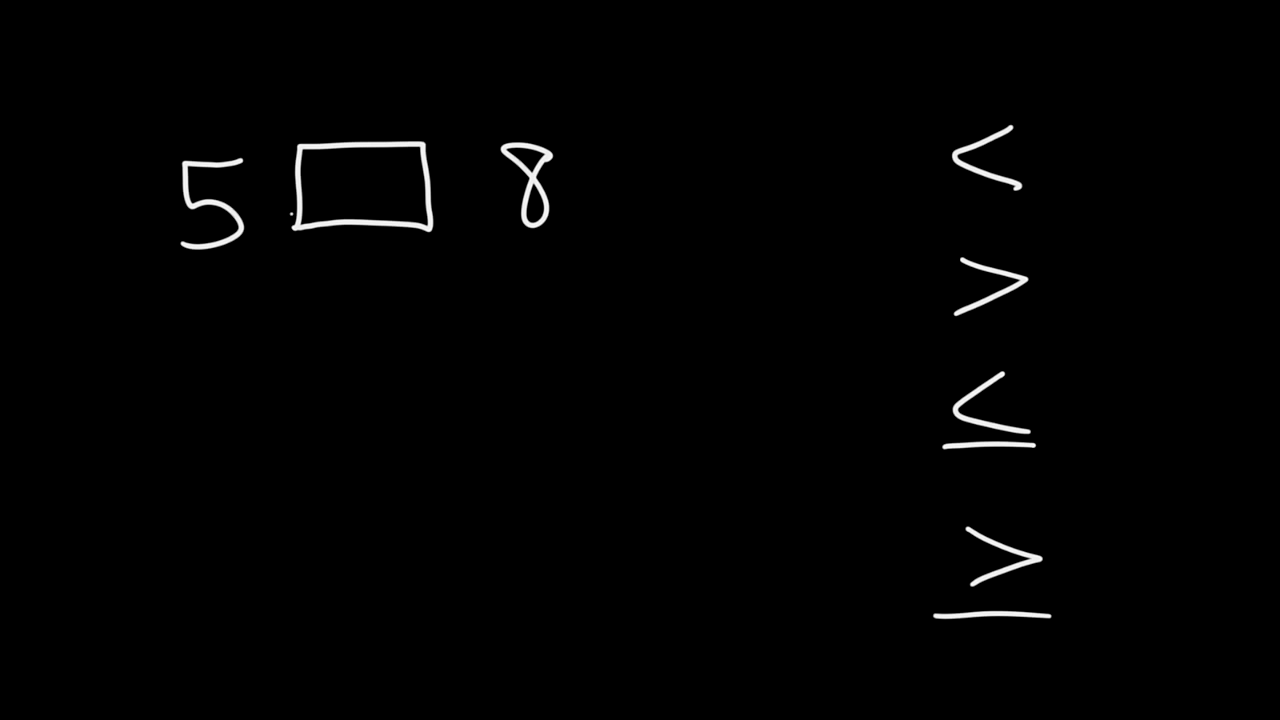 5 □ 8
<
>
≤
≥